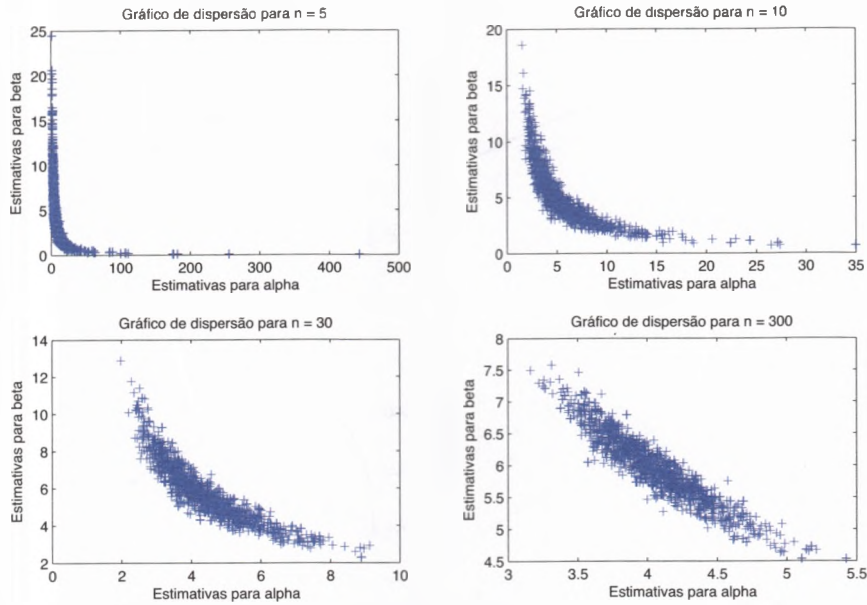 Gráfico de dispersão para n = 5
25
20
15
10
5
0
0 100 200 300 400 500
Estimativas para beta
Estimativas para alpha
Gráfico de dispersão para n = 10
20
15
10
5
0
0 5 10 15 20 25 30 35
Estimativas para beta
Estimativas para alpha
Gráfico de dispersão para n = 30
14
12
10
8
6
4
2
0 2 4 6 8 10
Estimativas para beta
Estimativas para alpha
Gráfico de dispersão para n = 300
8
7.5
7
6.5
6
5.5
5
4.5
3 3.5 4 4.5 5 5.5
Estimativas para beta
Estimativas para alpha